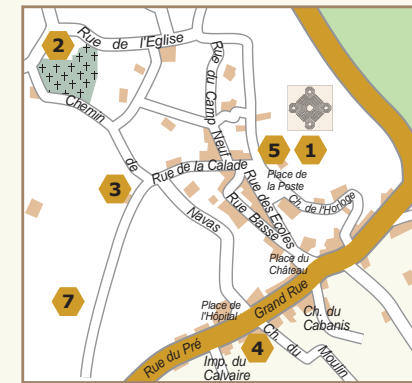 2
Rue de l'Eglise
Rue du Camp Neuf
Chemin de Navas
5
1
Place de
la Poste
Rue de la Calade
3
Rue des Ecoles
Ch. de l'Horloge
Rue Basse
Place du
Château
7
Place de
l'Hôpital
Grand Rue
Ch. du
Cabanis
Rue du Pré
4
Ch. du Moulin
Imp. du
Calvaire